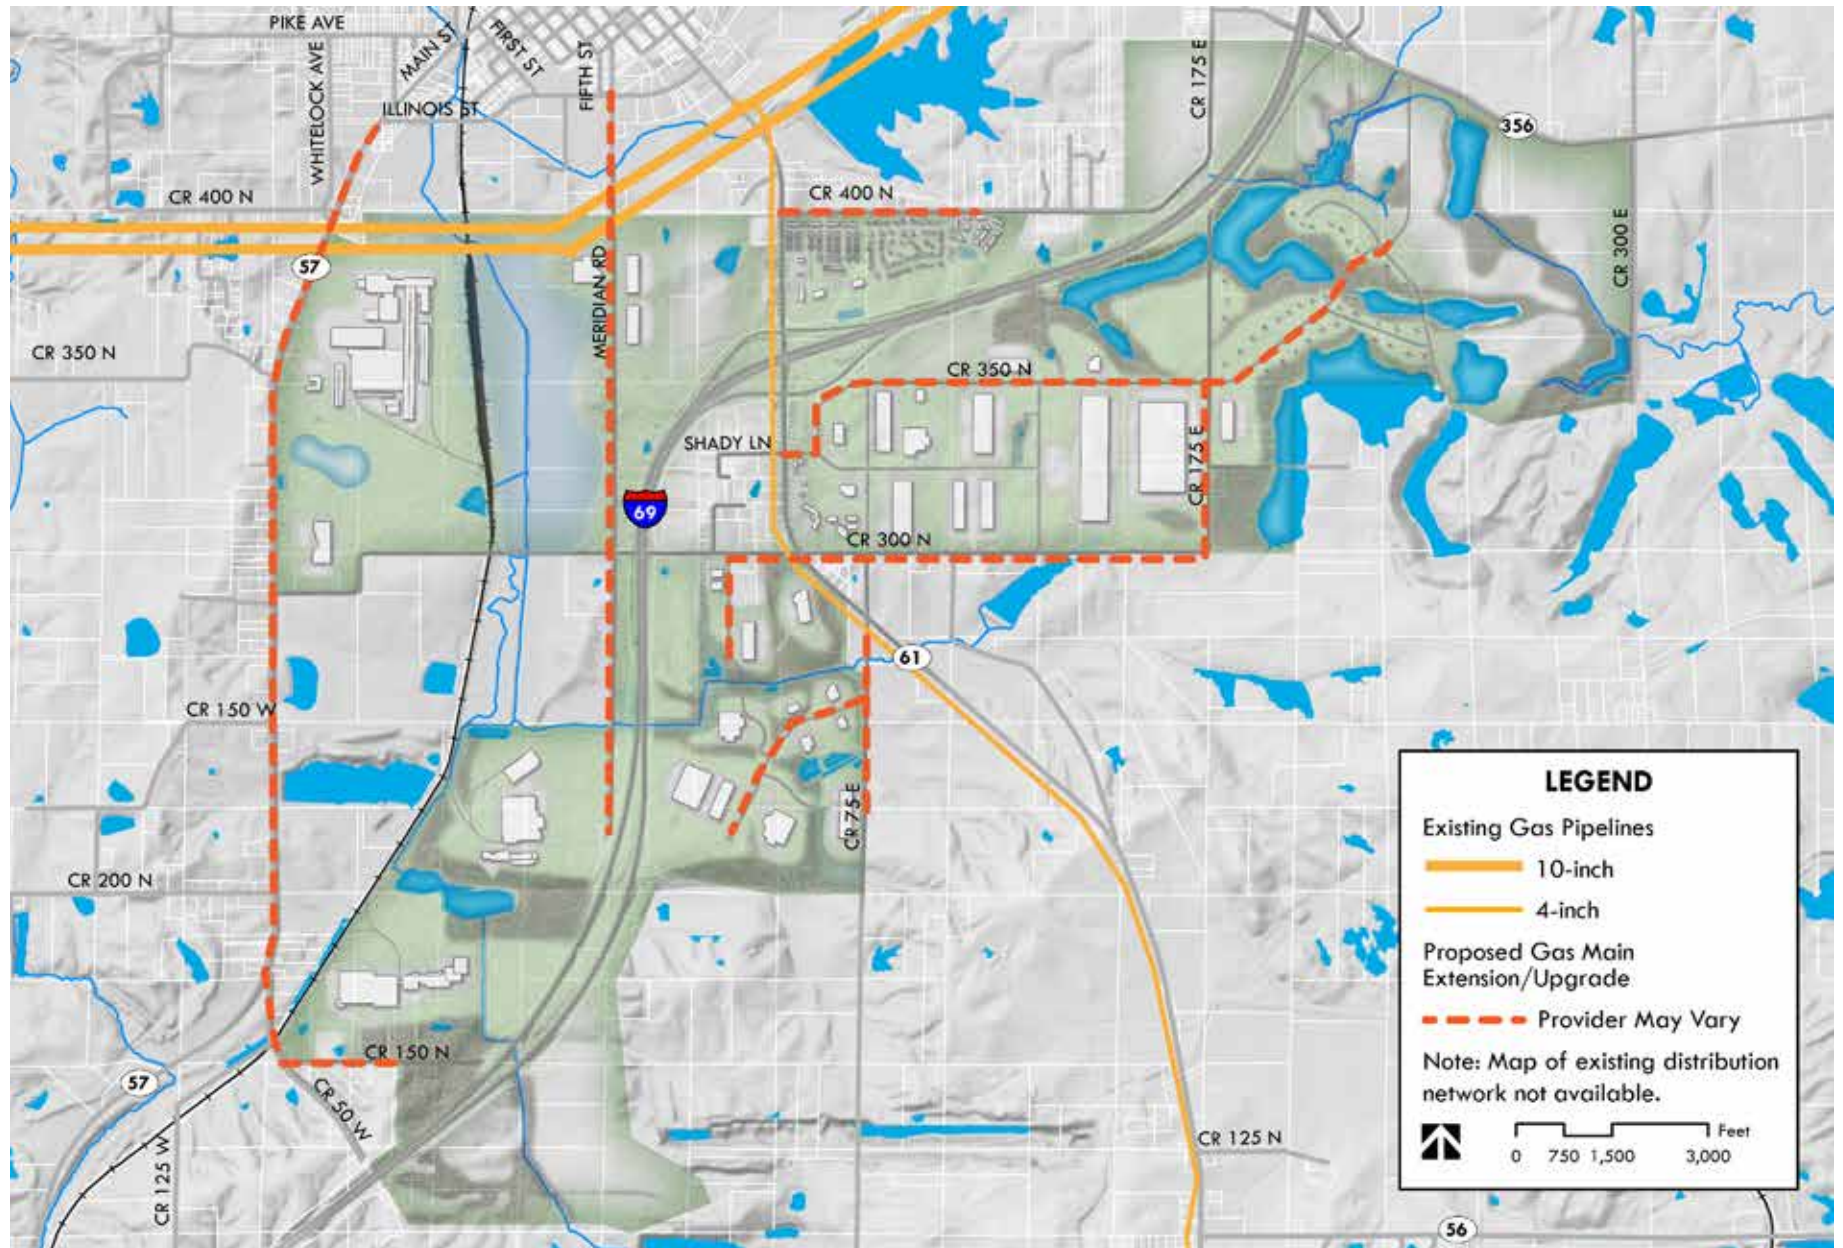 PIKE AVE
WHITELOCK AVE
MAIN ST
FIRST ST
FIFTH ST
ILLINOIS ST
CR 175 E
356
CR 400 N
CR 400 N
CR 300 E
57
MERIDIAN RD
CR 350 N
CR 350 N
SHADY LN
CR 175 E
69
CR 300 N
61
CR 150 W
CR 75 E
CR 200 N
CR 150 N
57
CR 50 W
CR 125 W
CR 125 N
56
LEGEND
Existing Gas Pipelines
10-inch
4-inch
Proposed Gas Main
Extension/Upgrade
Provider May Vary
Note: Map of existing distribution
network not available.
Feet
0 750 1,500 3,000